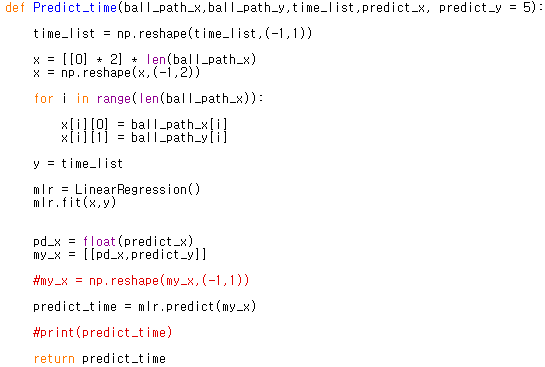 def Predict_time(ball_path_x,ball_path_y,time_list,predict_x, predict_y = 5):
time_list = np.reshape(time_list,(-1,1))
x = [[0] * 2] * len(ball_path_x)
x = np.reshape(x,(-1,2))
for i in range(len(ball_path_x)):
x[i][0] = ball_path_x[i]
x[i][1] = ball_path_y[i]
y = time_list
mlr = LinearRegression()
mlr.fit(x,y)
pd_x = float(predict_x)
my_x = [[pd_x,predict_y]]
#my_x = np.reshape(my_x,(-1,1))
predict_time = mlr.predict(my_x)
#print(predict_time)
return predict_time